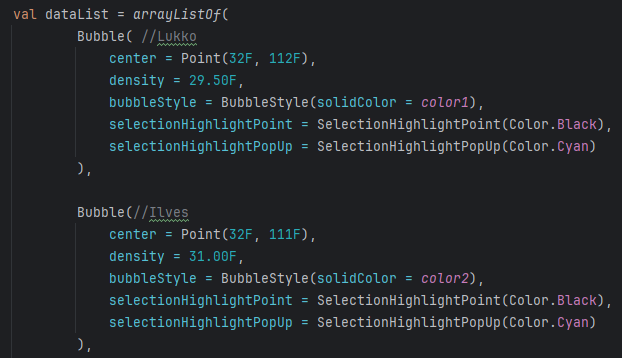 val dataList = arrayListOf(
Bubble( //Lukko
center = Point(32F, 112F),
density = 29.50F,
bubbleStyle = BubbleStyle(solidColor = color1),
selectionHighlightPoint = SelectionHighlightPoint(Color.Black),
selectionHighlightPopUp = SelectionHighlightPopUp(Color.Cyan)
),
Bubble(//Ilves
center = Point(32F, 111F),
density = 31.00F,
bubbleStyle = BubbleStyle(solidColor = color2),
selectionHighlightPoint = SelectionHighlightPoint(Color.Black),
selectionHighlightPopUp = SelectionHighlightPopUp(Color.Cyan)
),